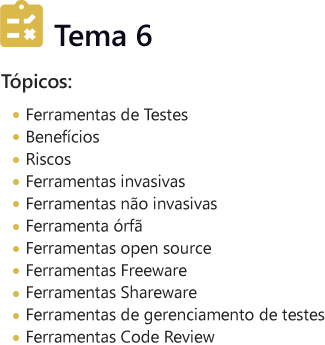 Tema 6
Tópicos:
Ferramentas de Testes
Benefícios
Riscos
Ferramentas invasivas
Ferramentas não invasivas
Ferramenta órfã
Ferramentas open source
Ferramentas Freeware
Ferramentas Shareware
Ferramentas de gerenciamento de testes
Ferramentas Code Review